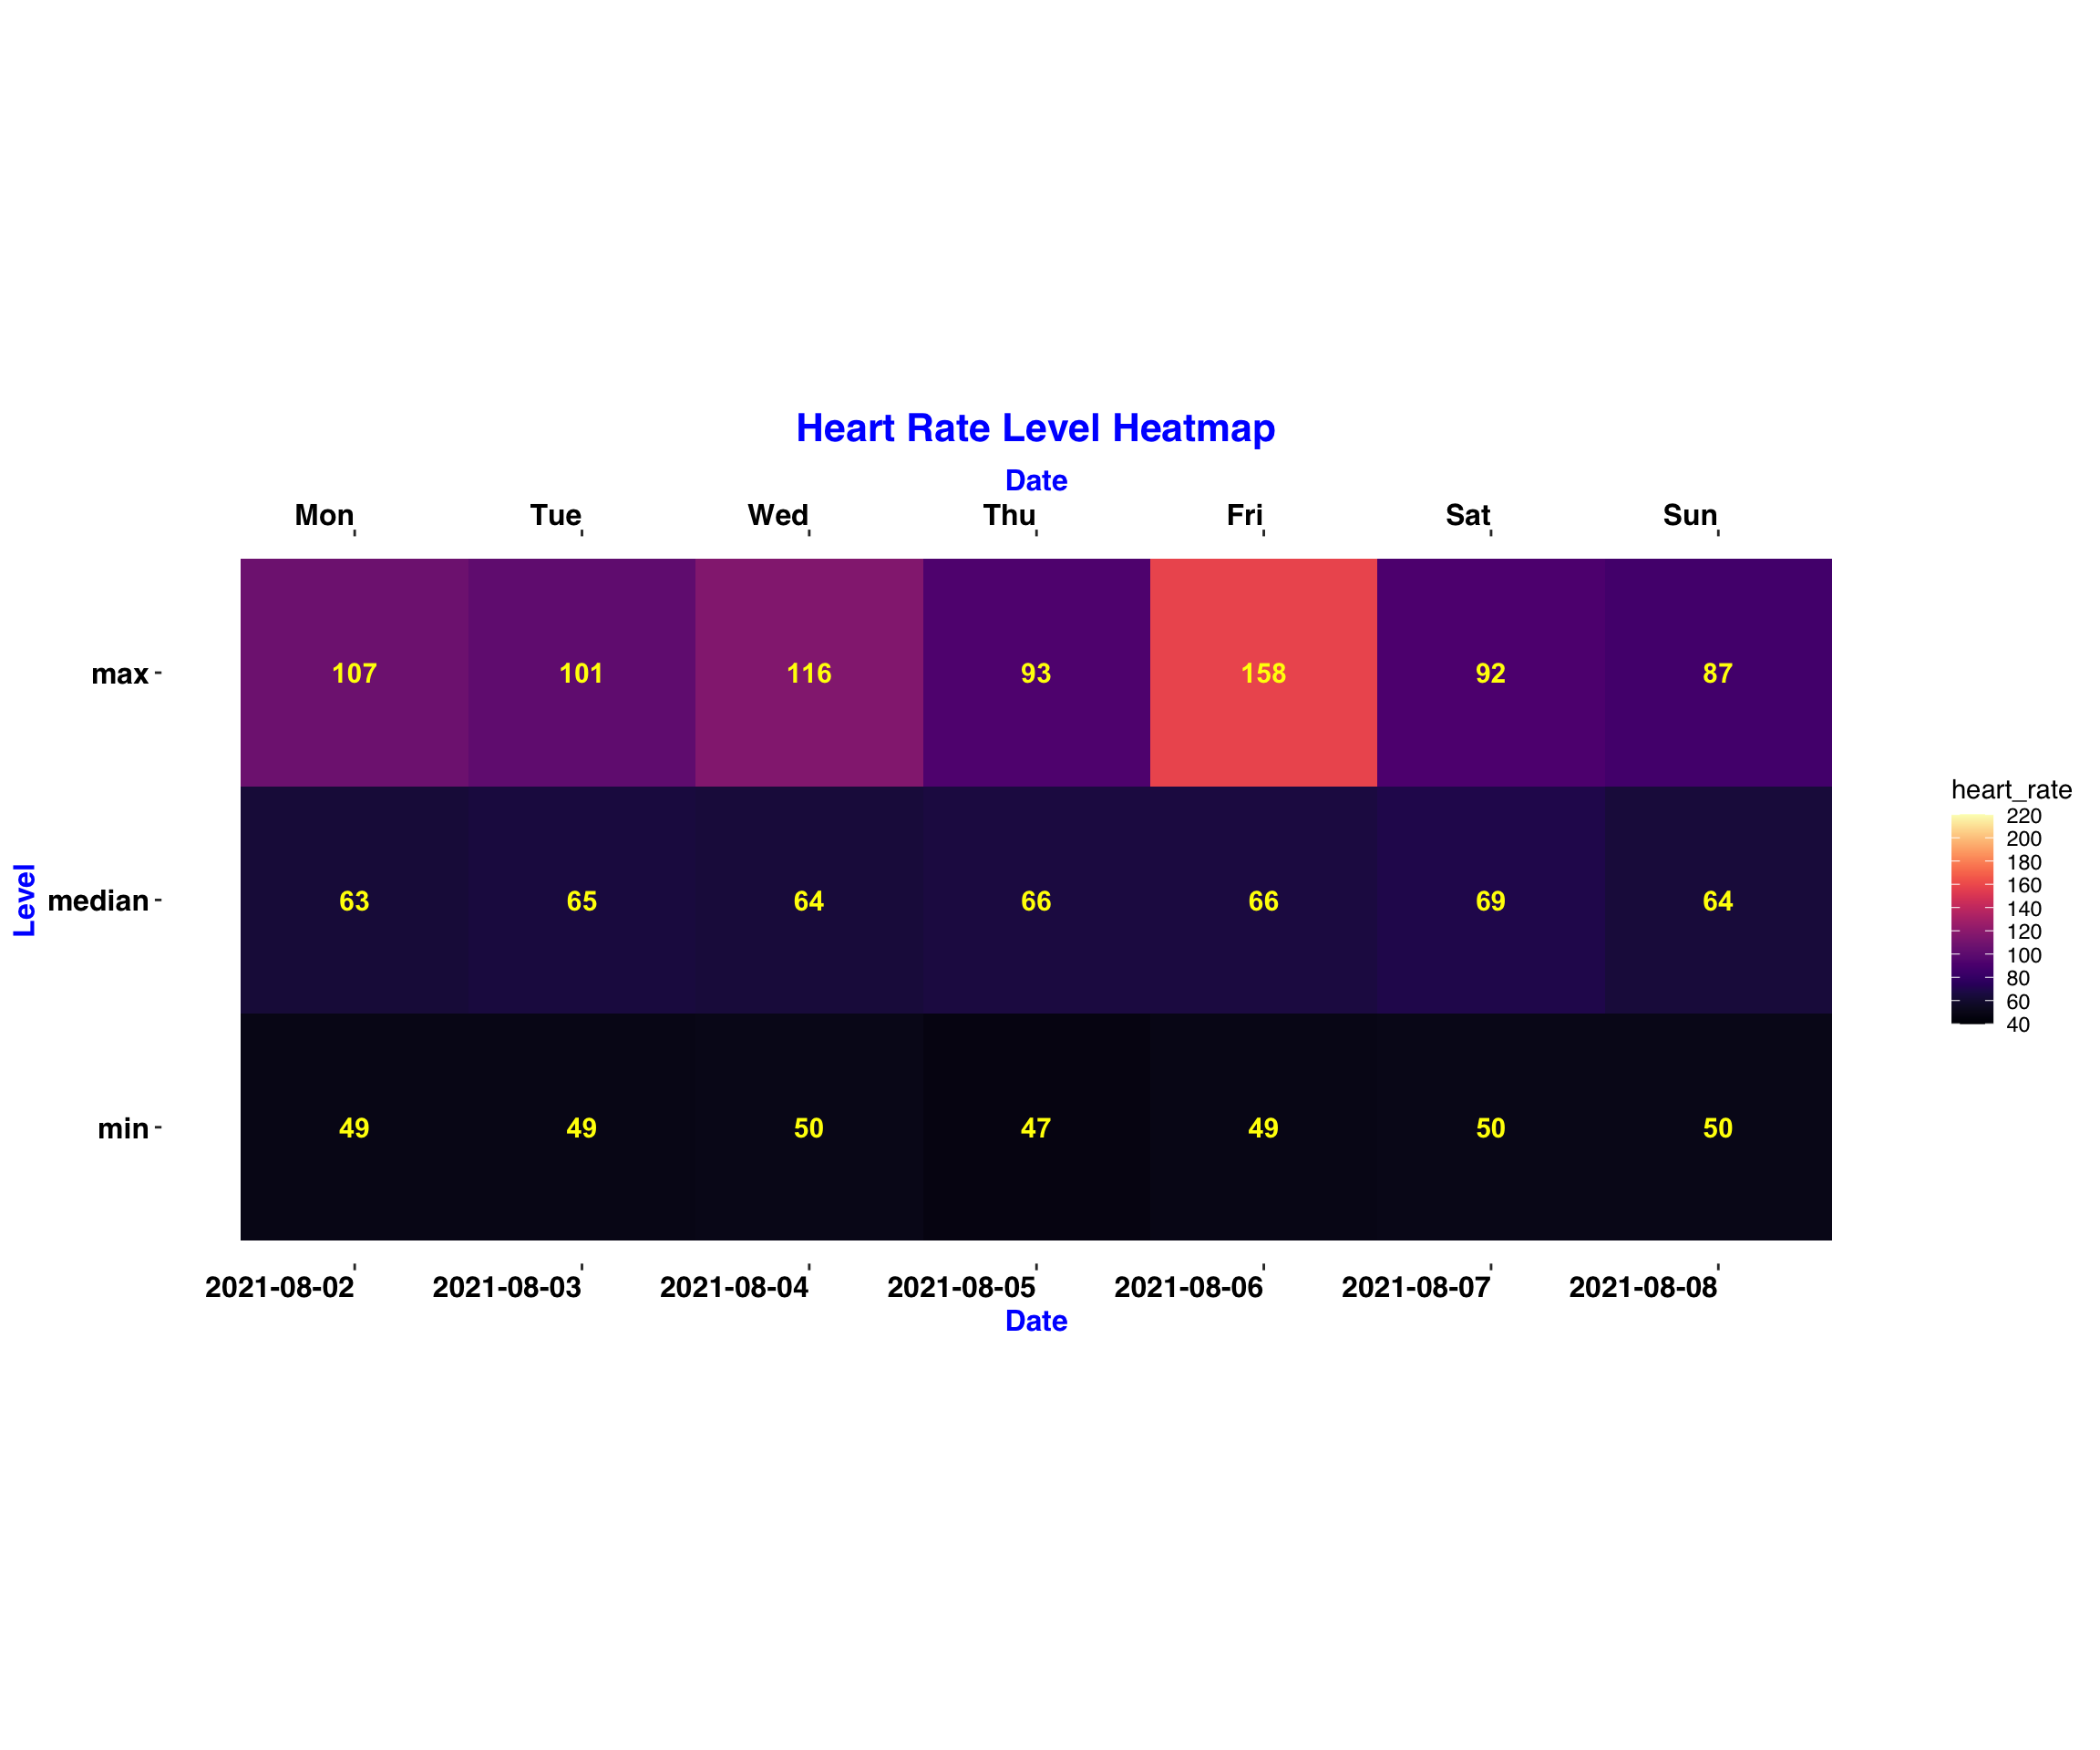 Heart Rate Level Heatmap
Date
Mon Tue Wed Thu Fri Sat Sun
max 107 101 116 93 158 92 87
Level
median 63 65 64 66 66 69 64
min 49 49 50 47 49 50 50
2021-08-02 2021-08-03 2021-08-04 2021-08-05 2021-08-06 2021-08-07 2021-08-08
Date
heart_rate
220
200
180
160
140
120
100
80
60
40